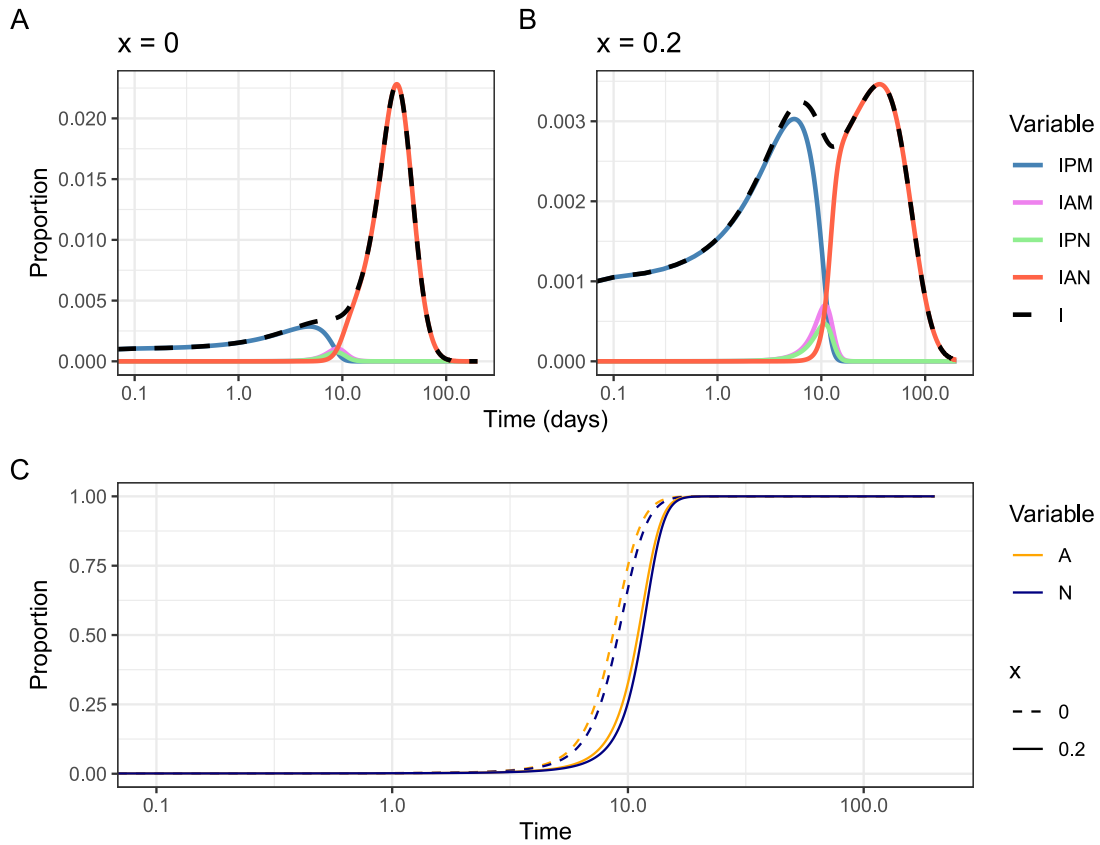 A
B
x = 0
x = 0.2
Proportion
0.020
0.015
0.010
0.005
0.000
0.1
1.0
10.0
100.0
0.003
0.002
0.001
0.000
0.1
1.0
10.0
100.0
Time (days)
Variable
IPM
IAM
IPN
IAN
I
C
Proportion
1.00
0.75
0.50
0.25
0.00
0.1
1.0
10.0
100.0
Time
Variable
A
N
x
0
0.2